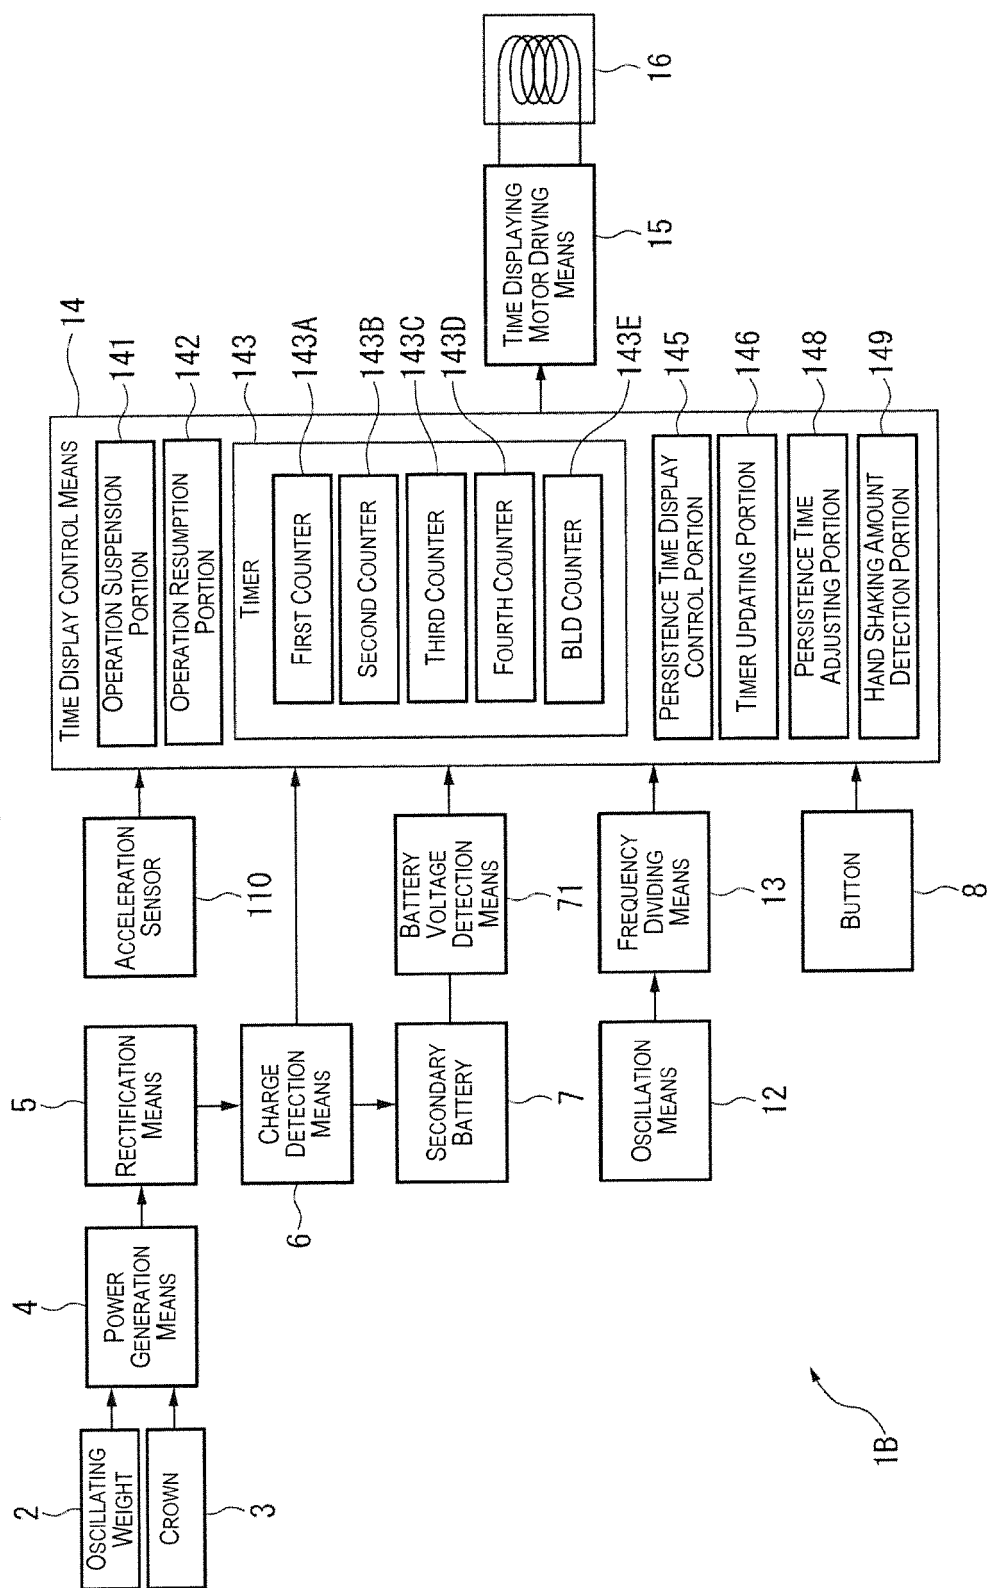 2
OSCILLATING
WEIGHT
CROWN
3
4
POWER
GENERATION
MEANS
5
RECTIFICATION
MEANS
CHARGE
DETECTION
MEANS
6
SECONDARY
BATTERY
7
OSCILLATION
MEANS
12
ACCELERATION
SENSOR
110
BATTERY
VOLTAGE
DETECTION
MEANS
71
FREQUENCY
DIVIDING
MEANS
13
BUTTON
8
TIME DISPLAY CONTROL MEANS
14
OPERATION SUSPENSION
PORTION
141
OPERATION RESUMPTION
PORTION
142
TIMER
143
FIRST COUNTER
143A
SECOND COUNTER
143B
THIRD COUNTER
143C
FOURTH COUNTER
143D
BLD COUNTER
143E
PERSISTENCE TIME DISPLAY
CONTROL PORTION
145
TIMER UPDATING PORTION
146
PERSISTENCE TIME
ADJUSTING PORTION
148
HAND SHAKING AMOUNT
DETECTION PORTION
149
TIME DISPLAYING
MOTOR DRIVING
MEANS
15
16
1B